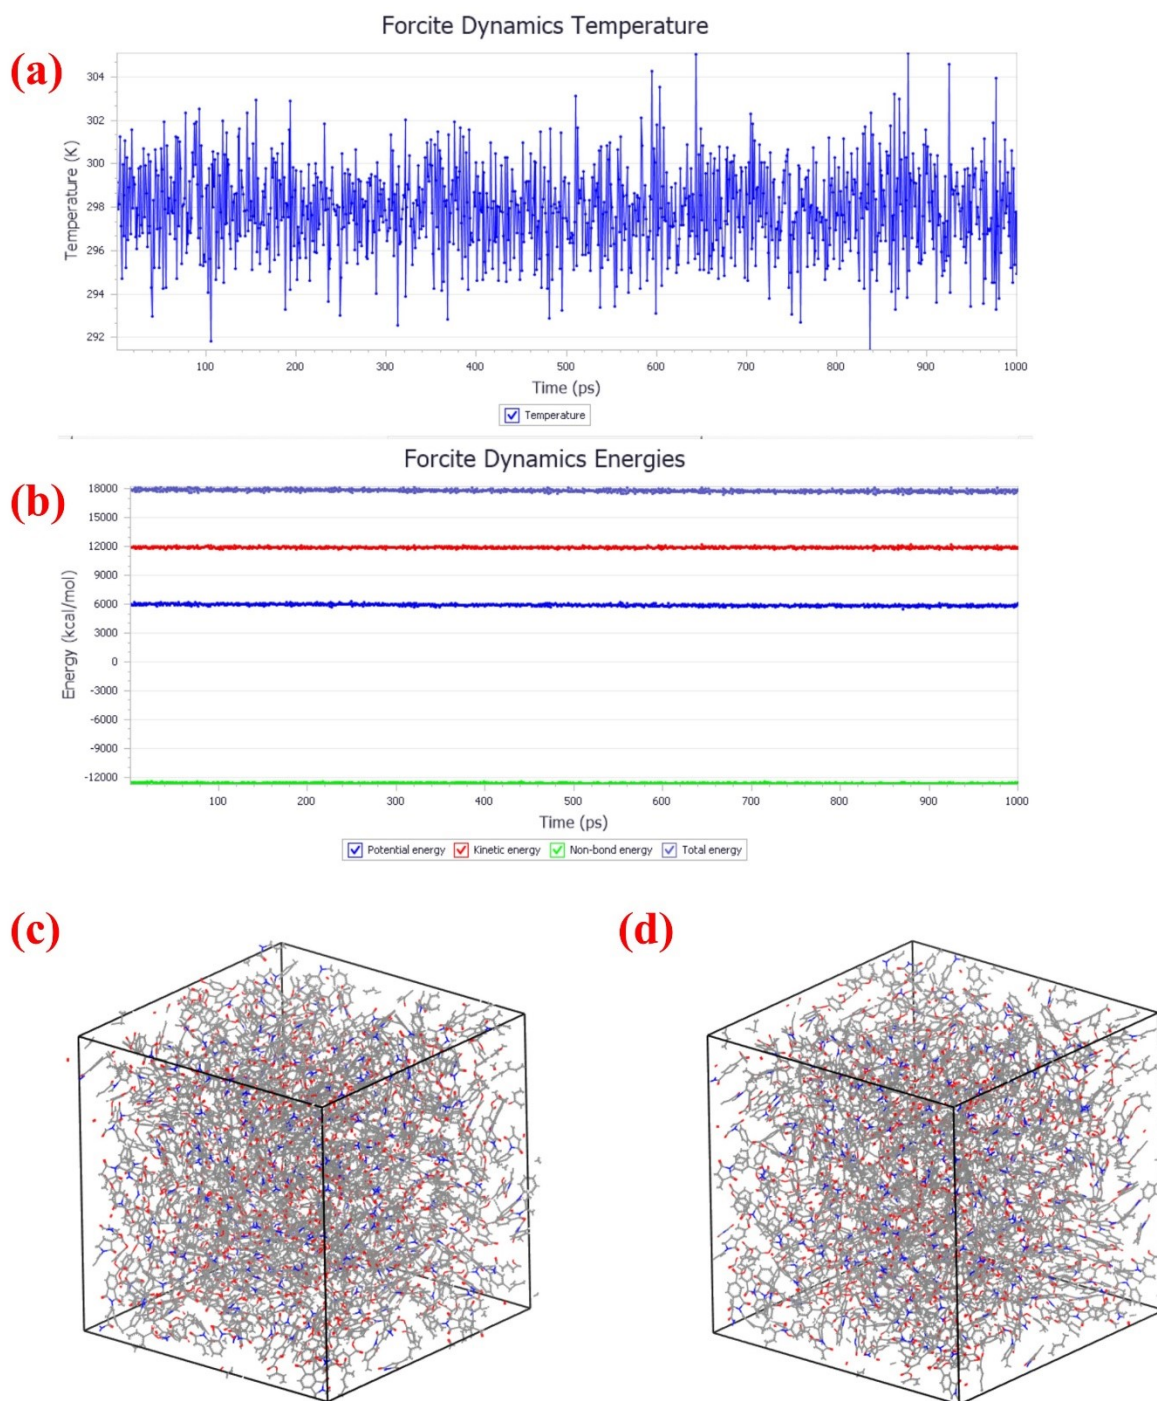 Forcite Dynamics Temperature
(a)
304
302
300
298
296
294
292
Temperature (K)
100 200 300 400 500 600 700 800 900 1000
Time (ps)
Temperature
Forcite Dynamics Energies
(b)
18000
15000
12000
9000
6000
3000
0
-3000
-6000
-9000
-12000
Energy (kcal/mol)
100 200 300 400 500 600 700 800 900 1000
Time (ps)
Potential energy Kinetic energy Non-bond energy Total energy
(c) (d)